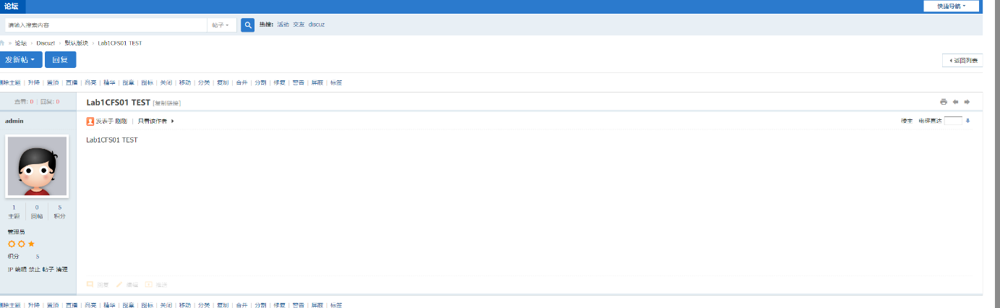 论坛
快捷导航
请输入搜索内容 帖子 热搜: 活动 交友 discuz
» 论坛 › Discuz! › 默认版块 › Lab1CFS01 TEST
发新帖 回复
返回列表
删除主题 | 升降 | 置顶 | 直播 | 高亮 | 精华 | 图章 | 图标 | 关闭 | 移动 | 分类 | 复制 | 合并 | 分割 | 修复 | 警告 | 屏蔽 | 标签
查看: 0 | 回复: 0
Lab1CFS01 TEST [复制链接]
admin
发表于 刚刚 | 只看该作者
楼主 电梯直达
Lab1CFS01 TEST
1 0 5
主题 回帖 积分
管理员
积分 5
IP 编辑 禁止 帖子 清理
回复 编辑
删除主题 | 升降 | 置顶 | 直播 | 高亮 | 精华 | 图章 | 图标 | 关闭 | 移动 | 分类 | 复制 | 合并 | 分割 | 修复 | 警告 | 屏蔽 | 标签